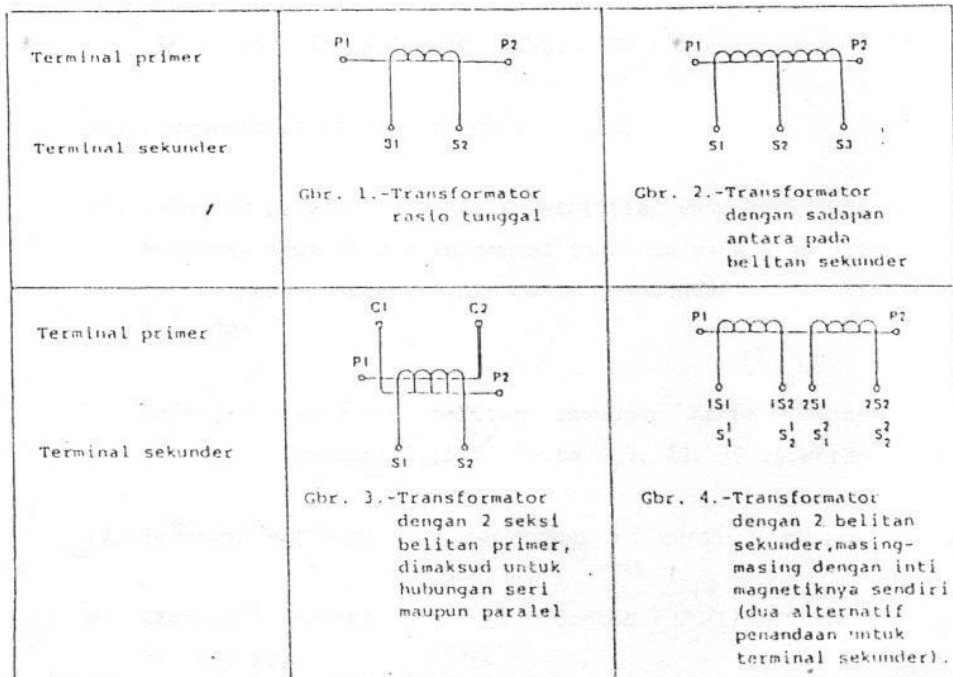 Terminal primer
P1 P2
P1 P2
Terminal sekunder
S1 S2
S1 S2 S3
Gbr. 1.-Transformator
rasio tunggal
Gbr. 2.-Transformator
dengan sadapan
antara pada
belitan sekunder
Terminal primer
C1 C2
P1 P2
P1 P2
1S1 1S2 2S1 2S2
S₁¹ S₂¹ S₁² S₂²
Terminal sekunder
S1 S2
Gbr. 3.-Transformator
dengan 2 seksi
belitan primer,
dimaksud untuk
hubungan seri
maupun paralel
Gbr. 4.-Transformator
dengan 2 belitan
sekunder,masing-
masing dengan inti
magnetiknya sendiri
(dua alternatif
penandaan untuk
terminal sekunder).